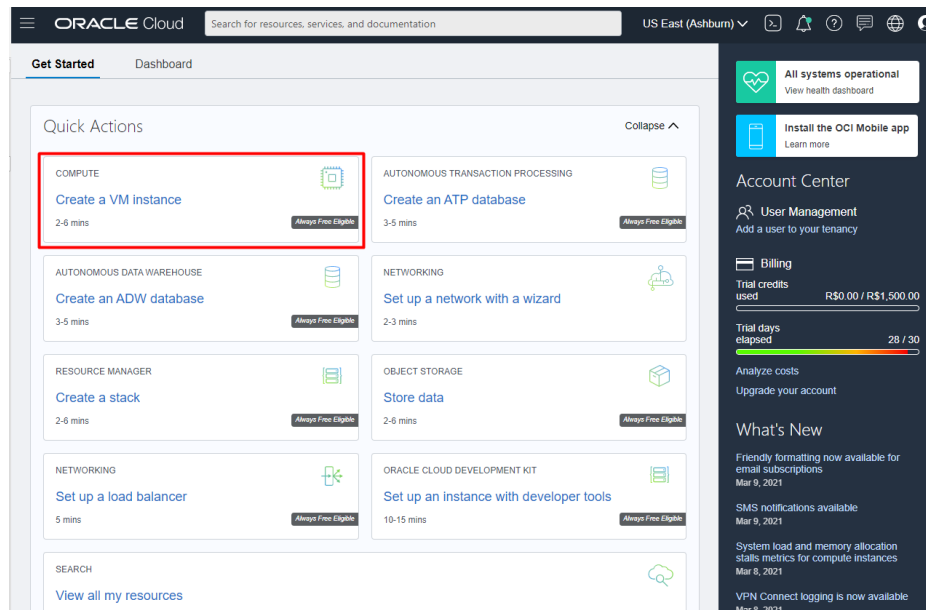 ORACLE Cloud
Search for resources, services, and documentation
US East (Ashburn)
Get Started
Dashboard
Quick Actions
Collapse
COMPUTE
Create a VM instance
2-6 mins
Always Free Eligible
AUTONOMOUS TRANSACTION PROCESSING
Create an ATP database
3-5 mins
Always Free Eligible
AUTONOMOUS DATA WAREHOUSE
Create an ADW database
3-5 mins
Always Free Eligible
NETWORKING
Set up a network with a wizard
2-3 mins
RESOURCE MANAGER
Create a stack
2-6 mins
Always Free Eligible
OBJECT STORAGE
Store data
2-6 mins
Always Free Eligible
NETWORKING
Set up a load balancer
5 mins
Always Free Eligible
ORACLE CLOUD DEVELOPMENT KIT
Set up an instance with developer tools
10-15 mins
Always Free Eligible
SEARCH
View all my resources
All systems operational
View health dashboard
Install the OCI Mobile app
Learn more
Account Center
User Management
Add a user to your tenancy
Billing
Trial credits
used R$0.00 / R$1,500.00
Trial days
elapsed 28 / 30
Analyze costs
Upgrade your account
What's New
Friendly formatting now available for
email subscriptions
Mar 9, 2021
SMS notifications available
Mar 9, 2021
System load and memory allocation
stalls metrics for compute instances
Mar 8, 2021
VPN Connect logging is now available
Mar 8, 2021